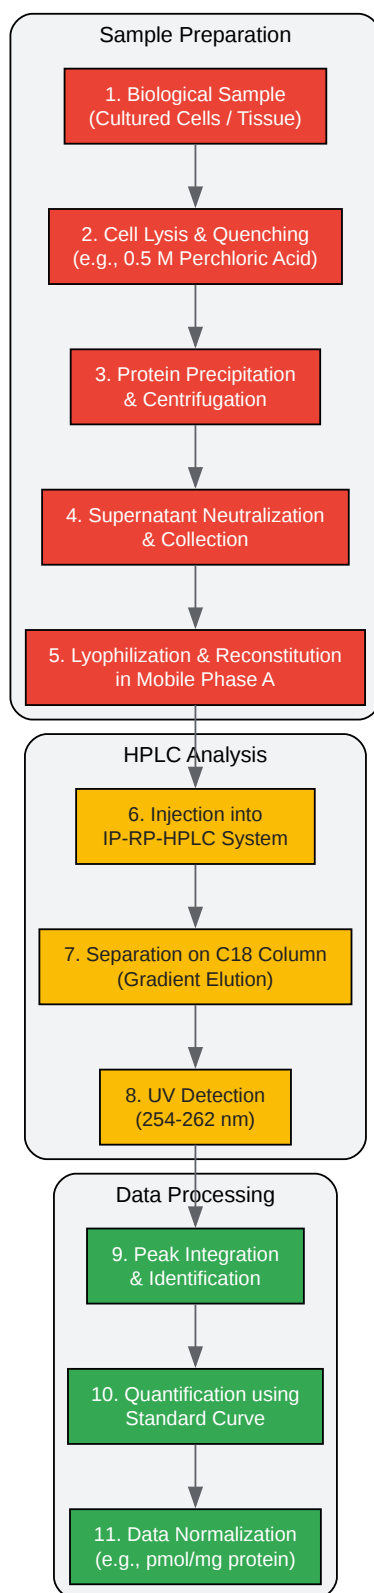 Sample Preparation
1. Biological Sample
(Cultured Cells / Tissue)
2. Cell Lysis & Quenching
(e.g., 0.5 M Perchloric Acid)
3. Protein Precipitation
& Centrifugation
4. Supernatant Neutralization
& Collection
5. Lyophilization & Reconstitution
in Mobile Phase A
HPLC Analysis
6. Injection into
IP-RP-HPLC System
7. Separation on C18 Column
(Gradient Elution)
8. UV Detection
(254-262 nm)
Data Processing
9. Peak Integration
& Identification
10. Quantification using
Standard Curve
11. Data Normalization
(e.g., pmol/mg protein)